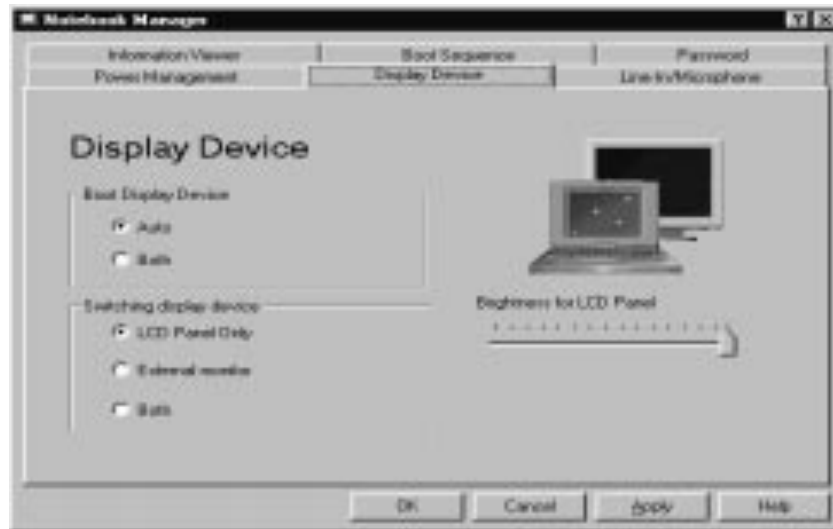 Notebook Manager
Information Viewer Boot Sequence Password
Power Management Display Device Line-In/Microphone
Display Device
Boot Display Device
Auto
Both
Switching display device
LCD Panel Only
External monitor
Both
Brightness for LCD Panel
OK Cancel Apply Help